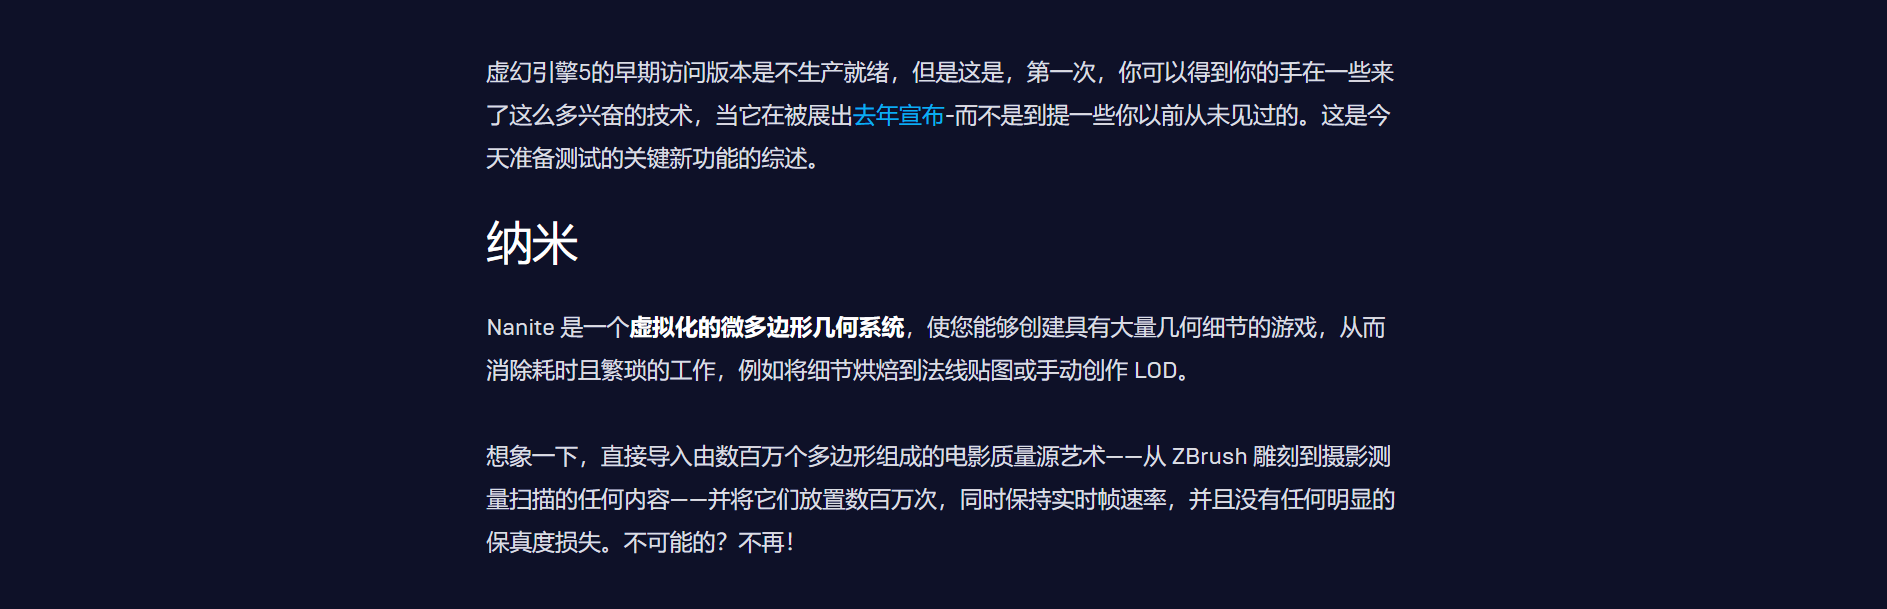 虚幻引擎5的早期访问版本是不生产就绪，但是这是，第一次，你可以得到你的手在一些来
了这么多兴奋的技术，当它在被展出去年宣布-而不是到提一些你以前从未见过的。这是今
天准备测试的关键新功能的综述。
纳米
Nanite 是一个虚拟化的微多边形几何系统，使您能够创建具有大量几何细节的游戏，从而
消除耗时且繁琐的工作，例如将细节烘焙到法线贴图或手动创作 LOD。
想象一下，直接导入由数百万个多边形组成的电影质量源艺术——从 ZBrush 雕刻到摄影测
量扫描的任何内容——并将它们放置数百万次，同时保持实时帧速率，并且没有任何明显的
保真度损失。不可能的？不再！